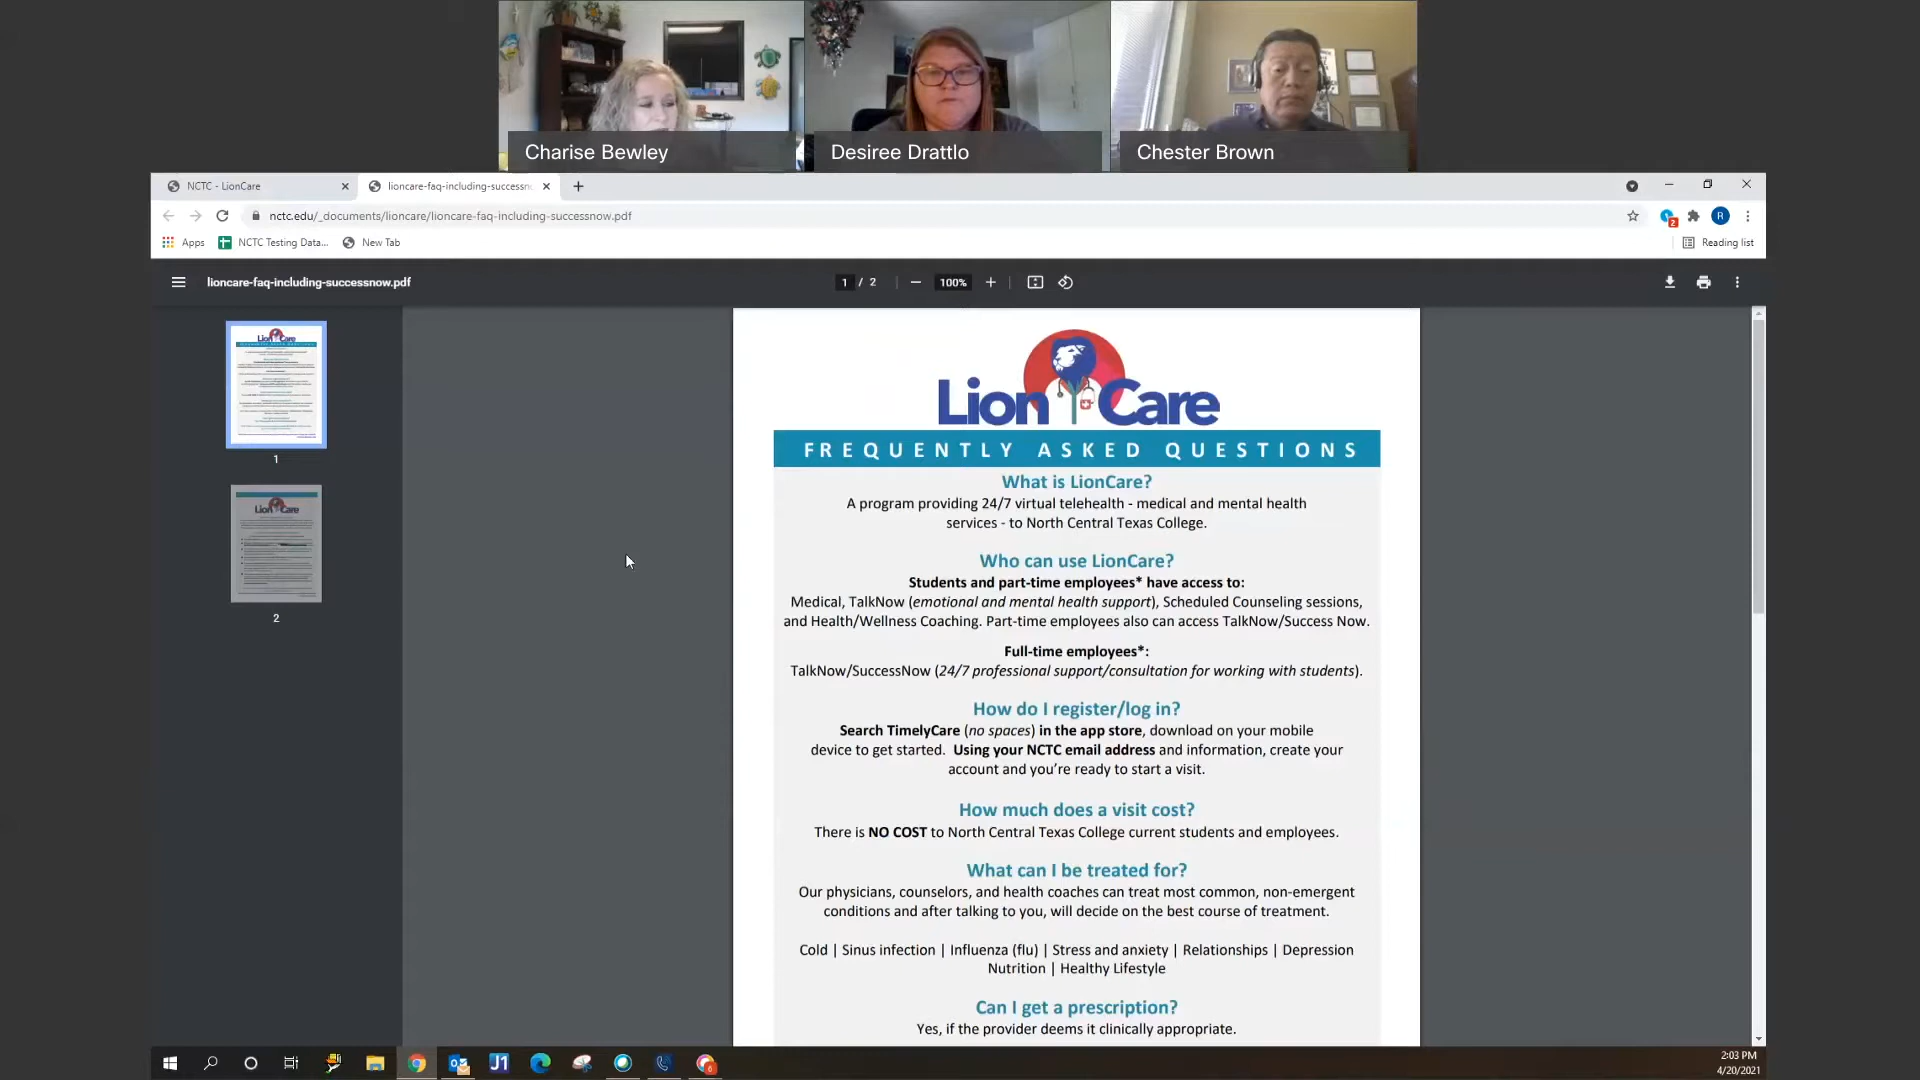 Charise Bewley
Desiree Drattlo
Chester Brown
NCTC - LionCare
lioncare-faq-including-successn
nctc.edu/_documents/lioncare/lioncare-faq-including-successnow.pdf
2
R
Apps
NCTC Testing Data...
New Tab
Reading list
lioncare-faq-including-successnow.pdf
1 / 2
100%
Lion Care
1
Lion Care
2
Lion Care
FREQUENTLY ASKED QUESTIONS
What is LionCare?
A program providing 24/7 virtual telehealth - medical and mental health
services - to North Central Texas College.
Who can use LionCare?
Students and part-time employees* have access to:
Medical, TalkNow (emotional and mental health support), Scheduled Counseling sessions,
and Health/Wellness Coaching. Part-time employees also can access TalkNow/Success Now.
Full-time employees*:
TalkNow/SuccessNow (24/7 professional support/consultation for working with students).
How do I register/log in?
Search TimelyCare (no spaces) in the app store, download on your mobile
device to get started. Using your NCTC email address and information, create your
account and you're ready to start a visit.
How much does a visit cost?
There is NO COST to North Central Texas College current students and employees.
What can I be treated for?
Our physicians, counselors, and health coaches can treat most common, non-emergent
conditions and after talking to you, will decide on the best course of treatment.
Cold | Sinus infection | Influenza (flu) | Stress and anxiety | Relationships | Depression
Nutrition | Healthy Lifestyle
Can I get a prescription?
Yes, if the provider deems it clinically appropriate.
J1
2:03 PM
4/20/2021